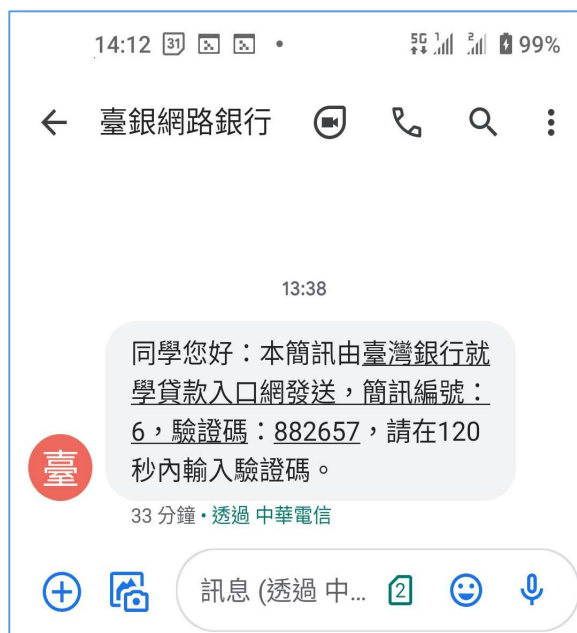 14:12 31 5G 1 2 99%
臺銀網路銀行
13:38
同學您好：本簡訊由臺灣銀行就
學貸款入口網發送，簡訊編號：
6，驗證碼：882657，請在120
秒內輸入驗證碼。
臺
33 分鐘 • 透過 中華電信
訊息 (透過 中... 2